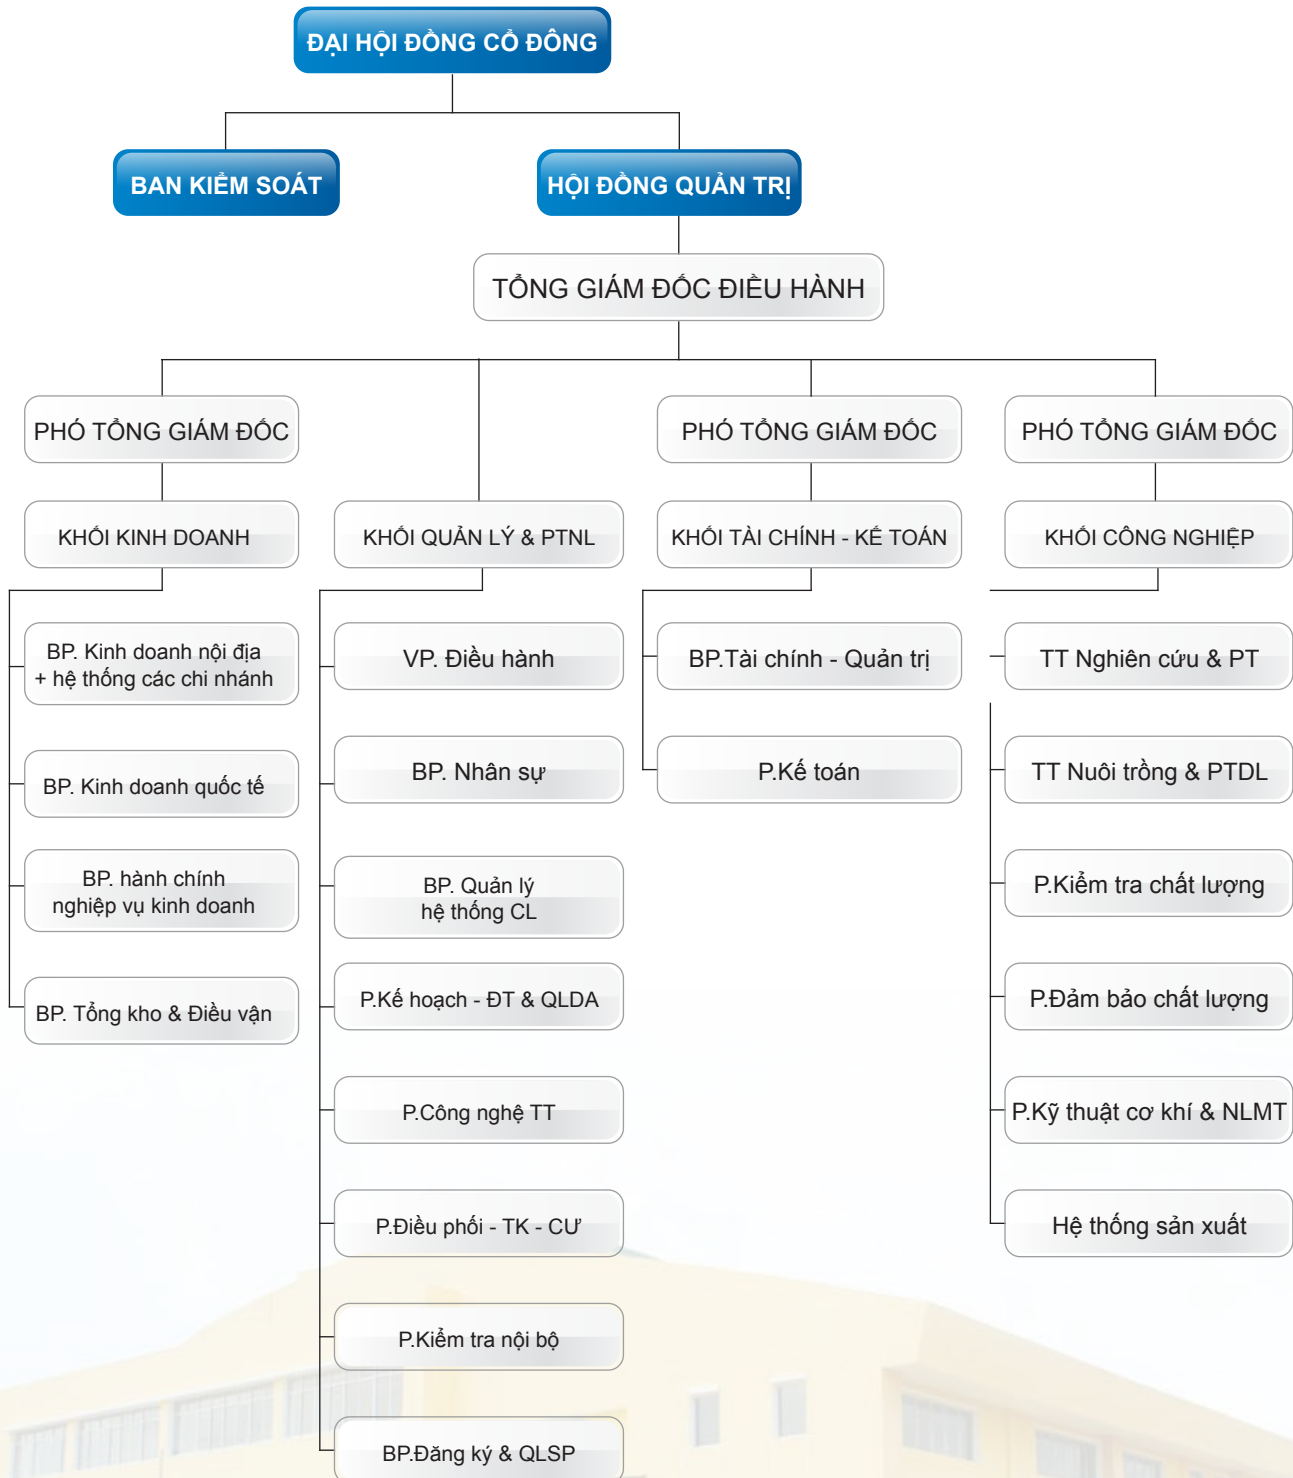 ĐẠI HỘI ĐỒNG CỔ ĐÔNG
BAN KIỂM SOÁT
HỘI ĐỒNG QUẢN TRỊ
TỔNG GIÁM ĐỐC ĐIỀU HÀNH
PHÓ TỔNG GIÁM ĐỐC
PHÓ TỔNG GIÁM ĐỐC
PHÓ TỔNG GIÁM ĐỐC
KHỐI KINH DOANH
KHỐI QUẢN LÝ & PTNL
KHỐI TÀI CHÍNH - KẾ TOÁN
KHỐI CÔNG NGHIỆP
BP. Kinh doanh nội địa
+ hệ thống các chi nhánh
BP. Kinh doanh quốc tế
BP. hành chính
nghiệp vụ kinh doanh
BP. Tổng kho & Điều vận
VP. Điều hành
BP. Nhân sự
BP. Quản lý
hệ thống CL
P.Kế hoạch - ĐT & QLDA
P.Công nghệ TT
P.Điều phối - TK - CƯ
P.Kiểm tra nội bộ
BP.Đăng ký & QLSP
BP.Tài chính - Quản trị
P.Kế toán
TT Nghiên cứu & PT
TT Nuôi trồng & PTDL
P.Kiểm tra chất lượng
P.Đảm bảo chất lượng
P.Kỹ thuật cơ khí & NLMT
Hệ thống sản xuất